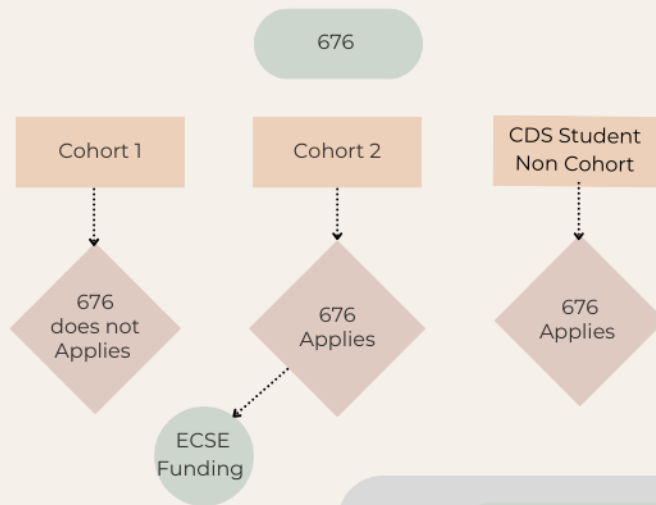 676
Cohort 1
Cohort 2
CDS Student
Non Cohort
676
does not
Applies
676
Applies
676
Applies
ECSE
Funding